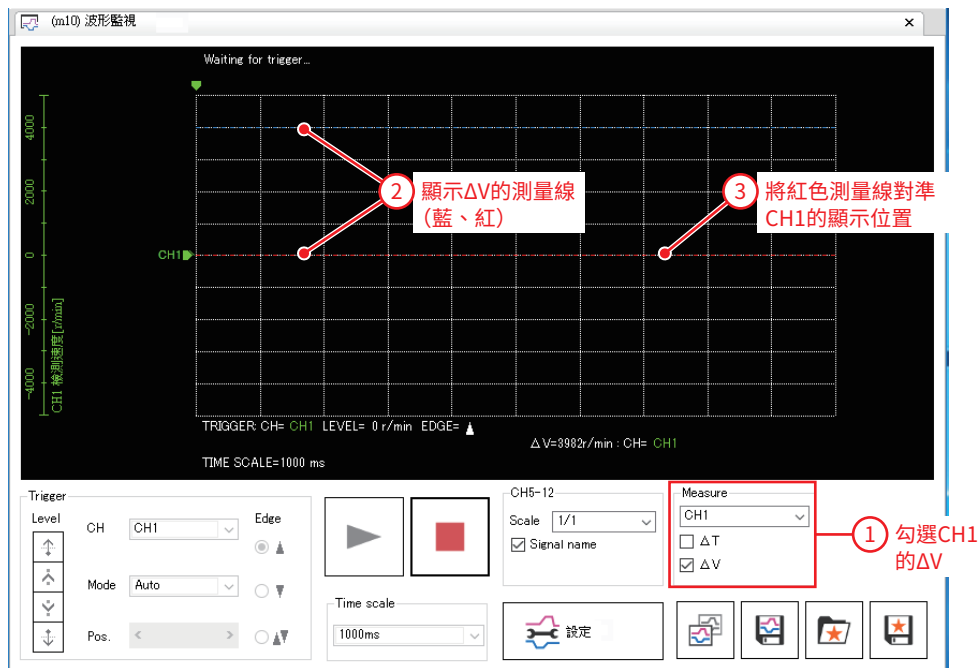 (m10) 波形監視
×
Waiting for trigger...
4000
2000
0
-2000
-4000
CH1 檢測速度[r/min]
CH1
2 顯示ΔV的測量線
(藍、紅)
3 將紅色測量線對準
CH1的顯示位置
TRIGGER: CH= CH1 LEVEL= 0 r/min EDGE=
ΔV=3982r/min : CH= CH1
TIME SCALE=1000 ms
Trigger
Level
CH CH1
Edge
Mode Auto
Pos.
Time scale
1000ms
CH5-12
Scale 1/1
Signal name
設定
Measure
CH1
ΔT
ΔV
1 勾選CH1
的ΔV